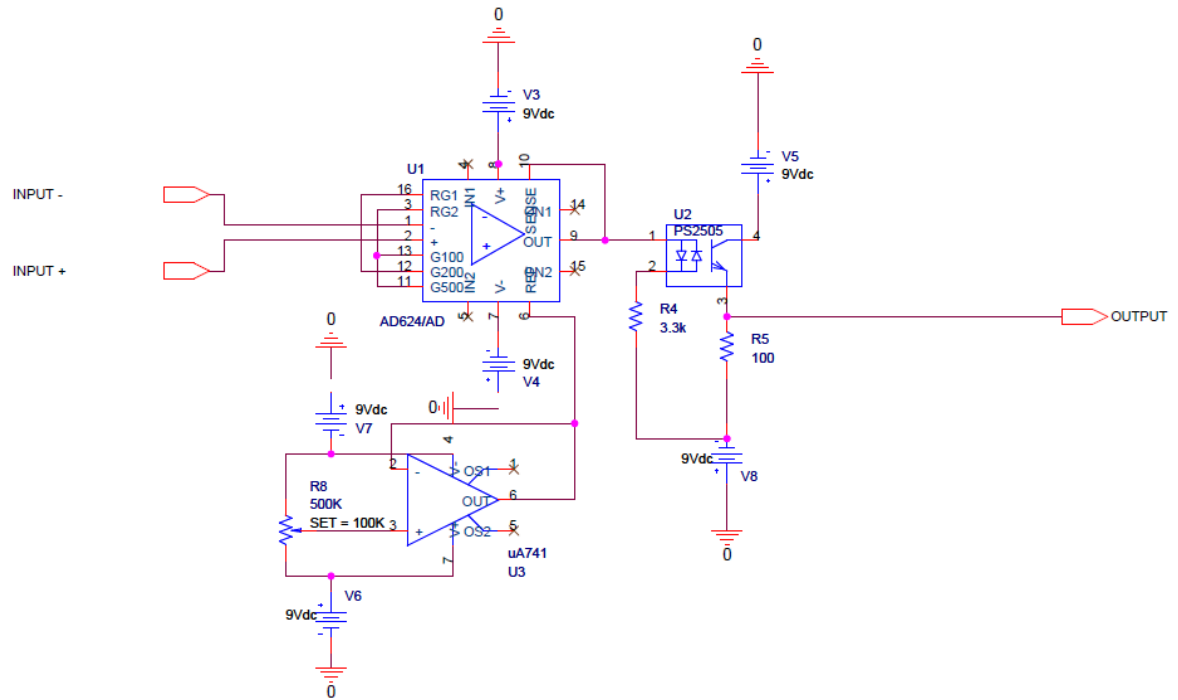 0
V3
9Vdc
0
V5
9Vdc
U1
4
8
10
INPUT -
16
RG1
IN1
V+
SENSE
GN1
14
3
RG2
1
-
-
2
+
+
OUT
9
13
G100
12
G200
GN2
15
11
G500
IN2
V-
REF
INPUT +
AD624/AD
5
7
6
U2
PS2505
1
4
2
3
R4
3.3k
R5
100
OUTPUT
0
9Vdc
V4
9Vdc
V7
0
4
2
-
V-
OS1
1
R8
500K
SET = 100K
OUT
6
3
+
V+
OS2
5
7
uA741
U3
9Vdc
V8
V6
9Vdc
0
0